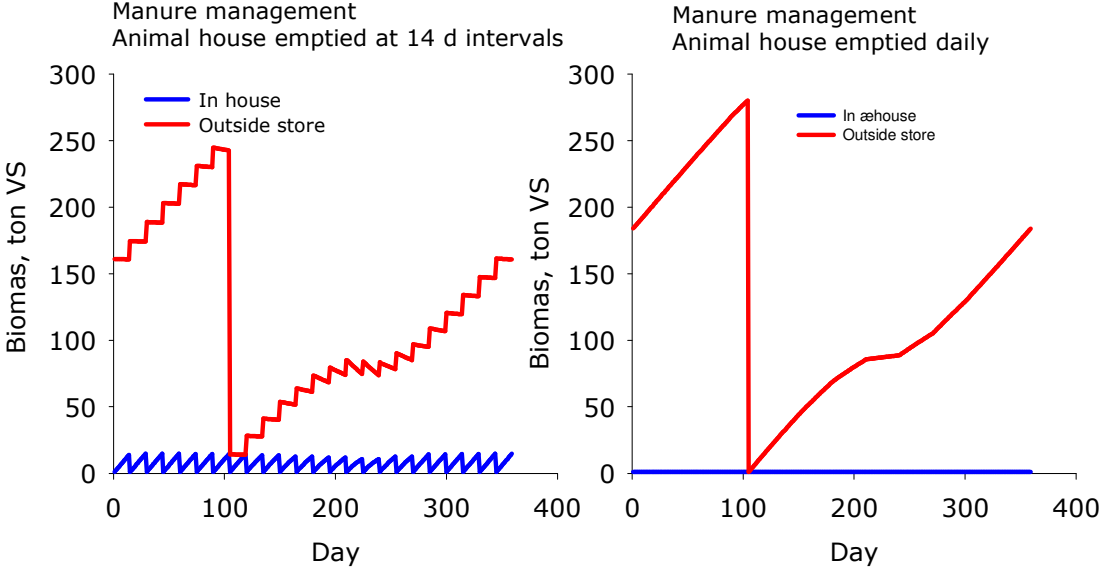 Manure management
Animal house emptied at 14 d intervals
300
250
200
150
100
50
0
Biomas, ton VS
In house
Outside store
0 100 200 300 400
Day
Manure management
Animal house emptied daily
300
250
200
150
100
50
0
Biomas, ton VS
In æhouse
Outside store
0 100 200 300 400
Day